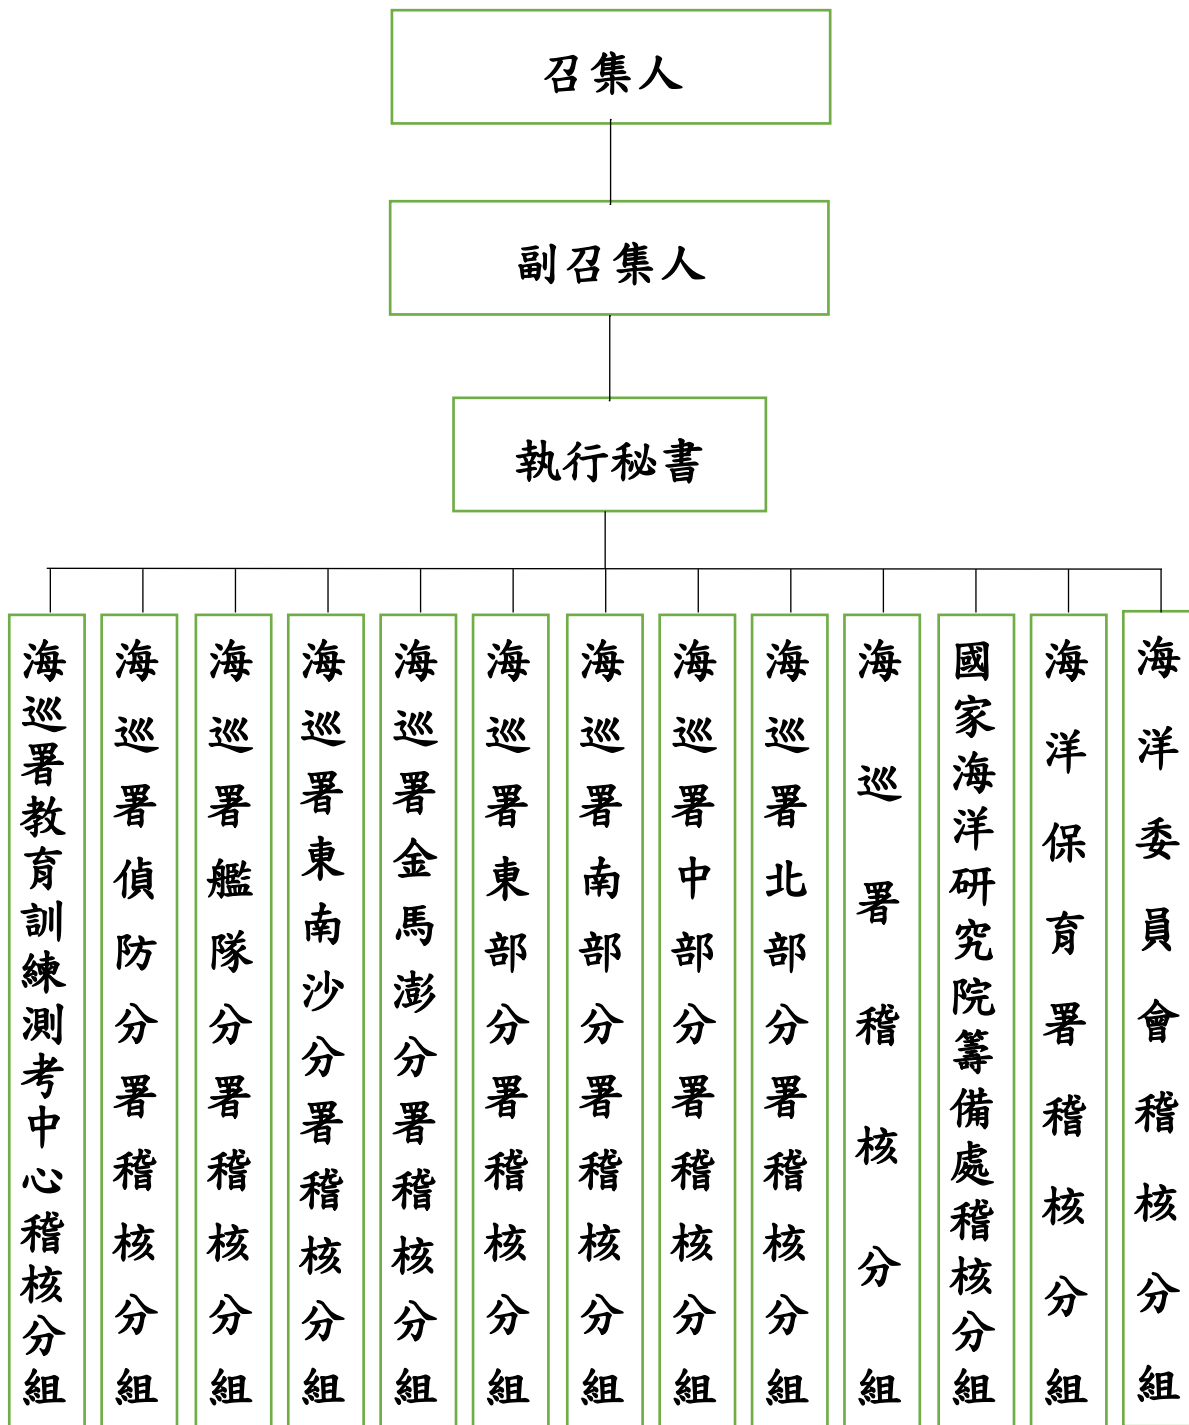 召集人
副召集人
執行秘書
海巡署教育訓練測考中心稽核分組
海巡署偵防分署稽核分組
海巡署艦隊分署稽核分組
海巡署東南沙分署稽核分組
海巡署金馬澎分署稽核分組
海巡署東部分署稽核分組
海巡署南部分署稽核分組
海巡署中部分署稽核分組
海巡署北部分署稽核分組
海巡署稽核分組
國家海洋研究院籌備處稽核分組
海洋保育署稽核分組
海洋委員會稽核分組